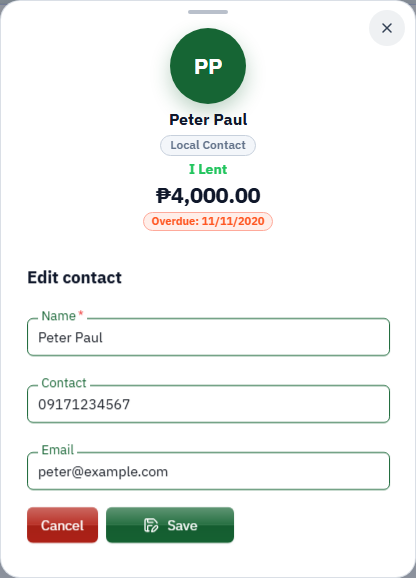 PP
Peter Paul
Local Contact
I Lent
₱4,000.00
Overdue: 11/11/2020
Edit contact
Name *
Peter Paul
Contact
09171234567
Email
peter@example.com
Cancel
Save